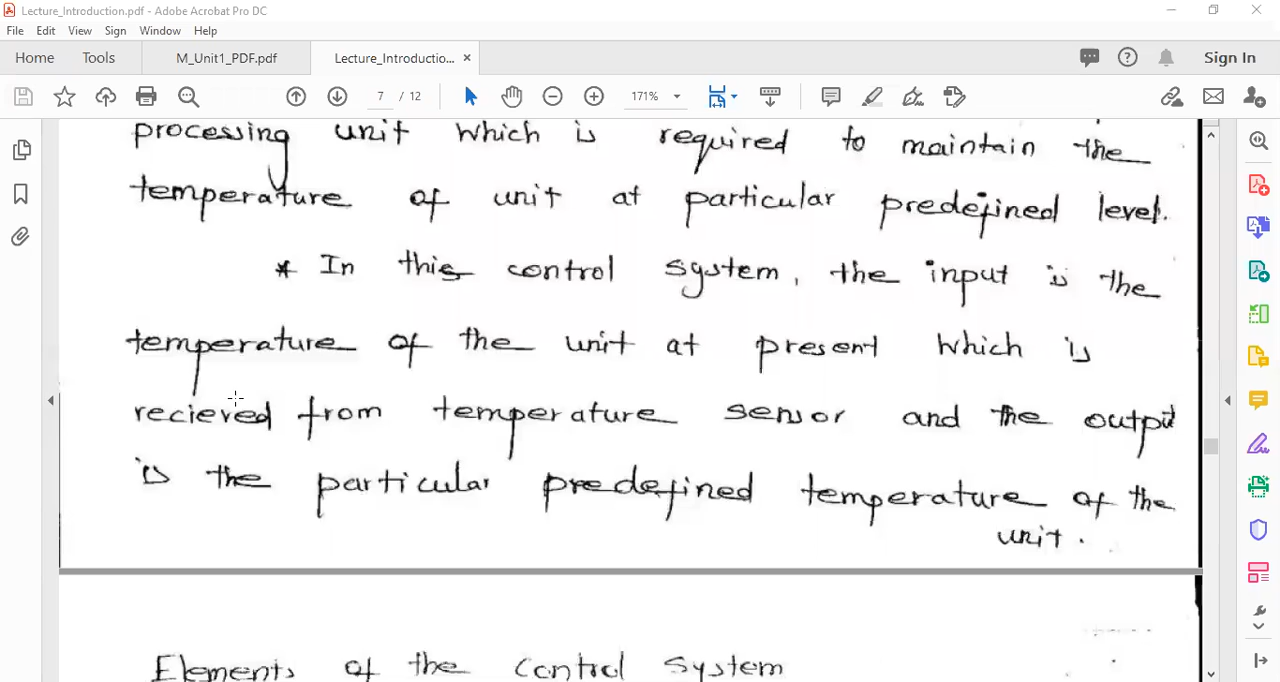 Lecture_Introduction.pdf - Adobe Acrobat Pro DC
File Edit View Sign Window Help
Home Tools M_Unit1_PDF.pdf Lecture_Introductio... × Sign In
7 / 12 171%
processing unit which is required to maintain the
temperature of unit at particular predefined level.
* In this control system, the input is the
temperature of the unit at present which is
recieved from temperature sensor and the output
is the particular predefined temperature of the
unit.
Elements of the control system